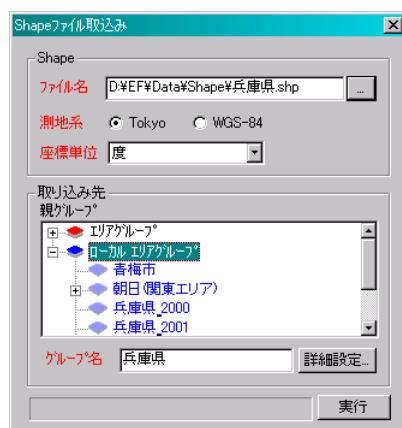 Shapeﾌｧｲﾙ取込み
Shape
ﾌｧｲﾙ名 D:¥EF¥Data¥Shape¥兵庫県.shp ...
測地系 Tokyo WGS-84
座標単位 度
取り込み先
親ｸﾞﾙｰﾌﾟ
ｴﾘｱｸﾞﾙｰﾌﾟ
ﾛｰｶﾙ ｴﾘｱｸﾞﾙｰﾌﾟ
青梅市
朝日(関東エリア)
兵庫県_2000
兵庫県_2001
ｸﾞﾙｰﾌﾟ名 兵庫県 詳細設定...
実行